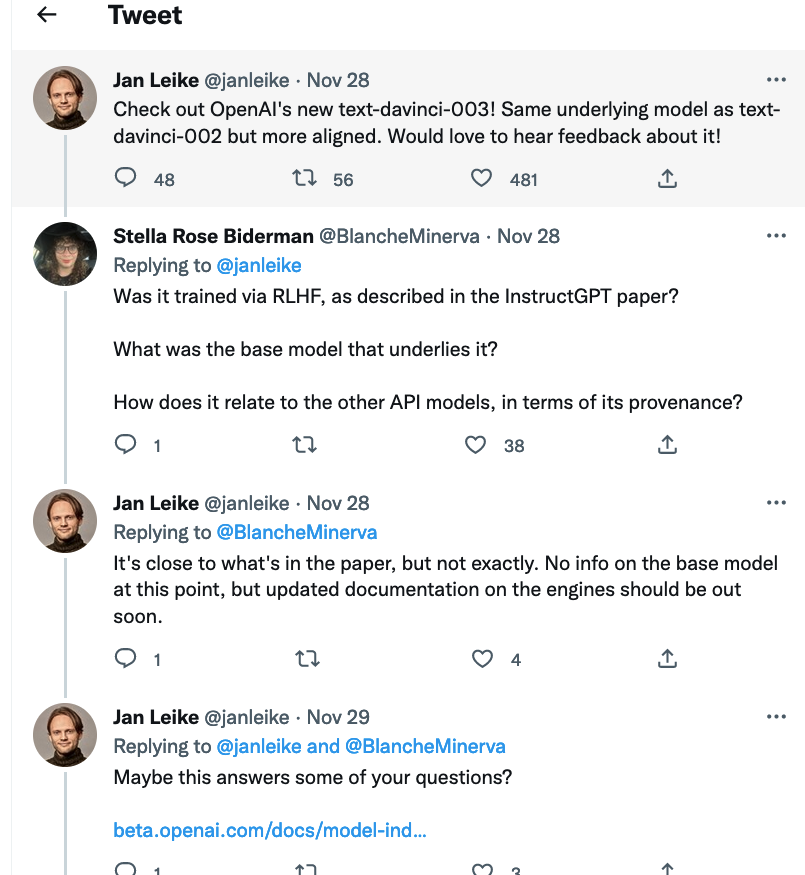 Tweet
Jan Leike @janleike · Nov 28
Check out OpenAI's new text-davinci-003! Same underlying model as text-
davinci-002 but more aligned. Would love to hear feedback about it!
48 56 481
Stella Rose Biderman @BlancheMinerva · Nov 28
Replying to @janleike
Was it trained via RLHF, as described in the InstructGPT paper?
What was the base model that underlies it?
How does it relate to the other API models, in terms of its provenance?
1 38
Jan Leike @janleike · Nov 28
Replying to @BlancheMinerva
It's close to what's in the paper, but not exactly. No info on the base model
at this point, but updated documentation on the engines should be out
soon.
1 4
Jan Leike @janleike · Nov 29
Replying to @janleike and @BlancheMinerva
Maybe this answers some of your questions?
beta.openai.com/docs/model-ind...
1 3